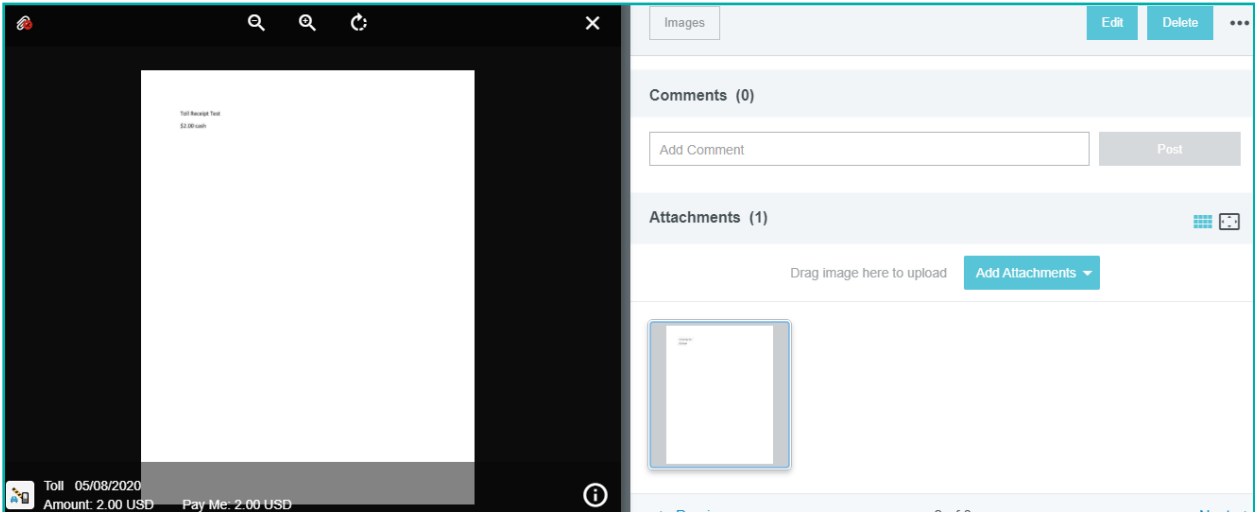 Images
Edit
Delete
Comments (0)
Add Comment
Post
Attachments (1)
Drag image here to upload
Add Attachments
Toll Receipt Test
$2.00 cash
Toll 05/08/2020
Amount: 2.00 USD Pay Me: 2.00 USD